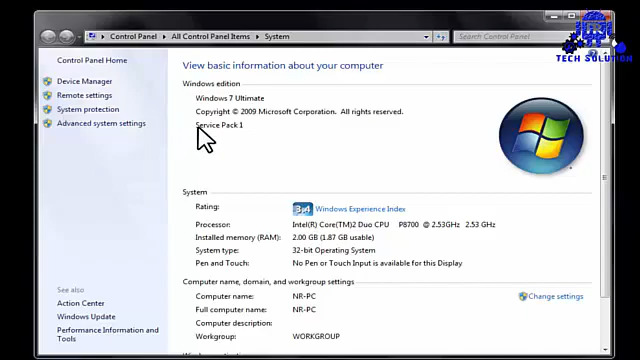 Control Panel All Control Panel Items System
Search Control Panel
TECH SOLUTION
Control Panel Home
Device Manager
Remote settings
System protection
Advanced system settings
View basic information about your computer
Windows edition
Windows 7 Ultimate
Copyright © 2009 Microsoft Corporation. All rights reserved.
Service Pack 1
System
Rating: 3.4 Windows Experience Index
Processor: Intel(R) Core(TM)2 Duo CPU P8700 @ 2.53GHz 2.53 GHz
Installed memory (RAM): 2.00 GB (1.87 GB usable)
System type: 32-bit Operating System
Pen and Touch: No Pen or Touch Input is available for this Display
Computer name, domain, and workgroup settings
Computer name: NR-PC
Change settings
Full computer name: NR-PC
Computer description:
Workgroup: WORKGROUP
See also
Action Center
Windows Update
Performance Information and
Tools